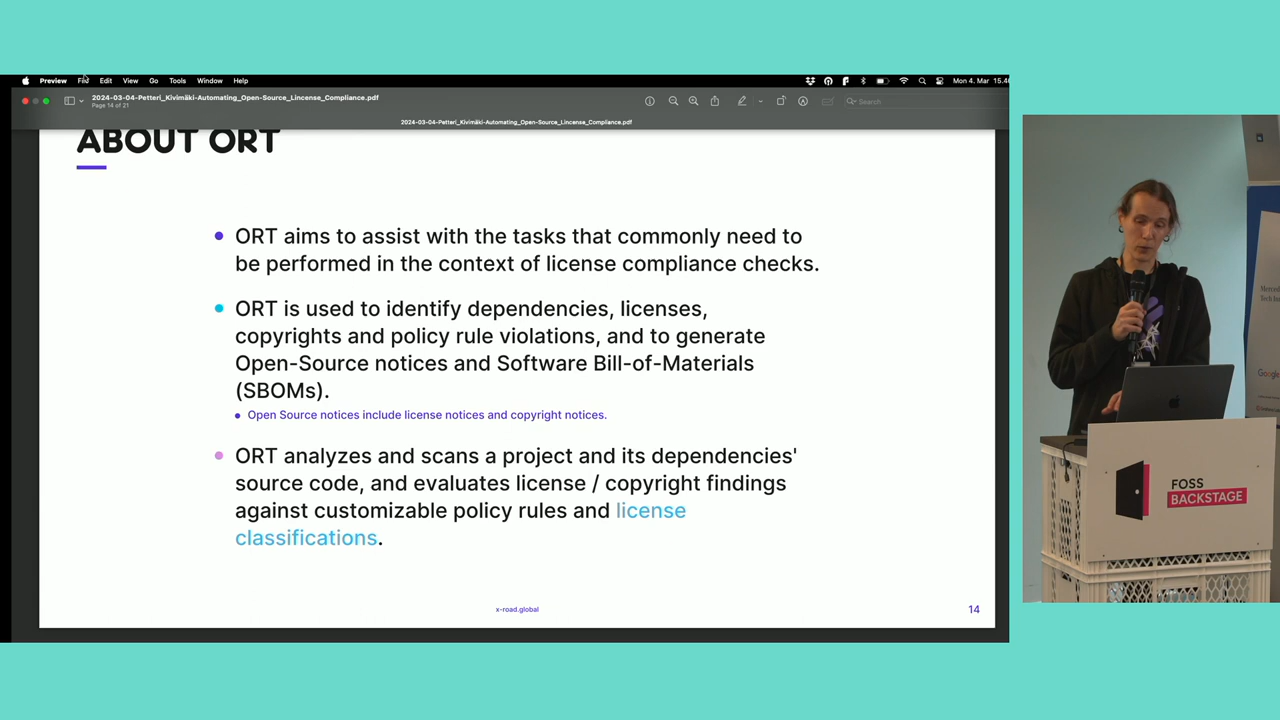 Preview File Edit View Go Tools Window Help
Mon 4. Mar 15.4
2024-03-04-Petteri_Kivimäki-Automating_Open-Source_Lincense_Compliance.pdf
Page 14 of 21
Search
2024-03-04-Petteri_Kivimäki-Automating_Open-Source_Lincense_Compliance.pdf
ABOUT ORT
ORT aims to assist with the tasks that commonly need to
be performed in the context of license compliance checks.
ORT is used to identify dependencies, licenses,
copyrights and policy rule violations, and to generate
Open-Source notices and Software Bill-of-Materials
(SBOMs).
Open Source notices include license notices and copyright notices.
ORT analyzes and scans a project and its dependencies'
source code, and evaluates license / copyright findings
against customizable policy rules and license
classifications.
x-road.global
14
Google
FOSS
BACKSTAGE